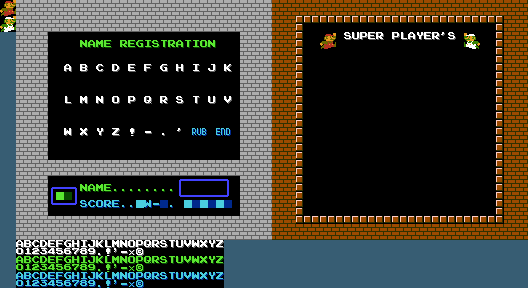 NAME REGISTRATION
A B C D E F G H I J K
L M N O P Q R S T U V
W X Y Z ! - . ' RUB END
NAME........
SCORE..
W-.
SUPER PLAYER'S
ABCDEFGHIJKLMNOPQRSTUVWXYZ
0123456789.!'-×©
ABCDEFGHIJKLMNOPQRSTUVWXYZ
0123456789.!'-×©
ABCDEFGHIJKLMNOPQRSTUVWXYZ
0123456789.!'-×©